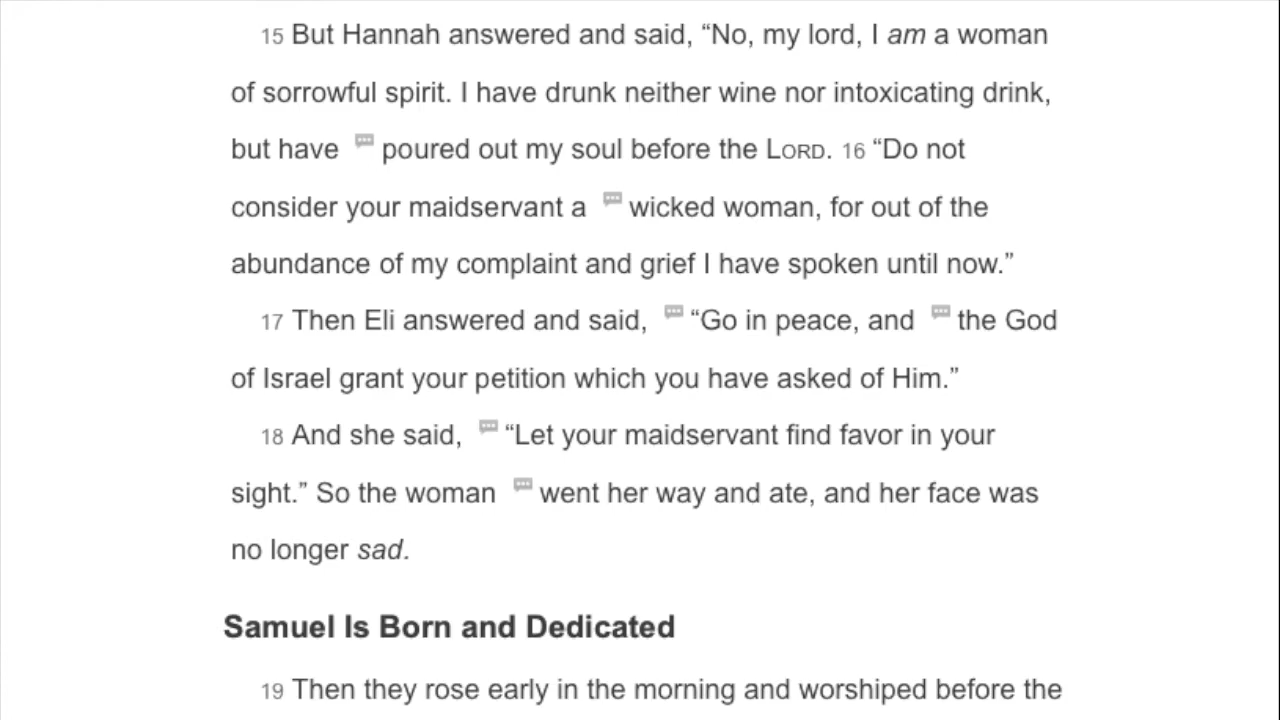 15 But Hannah answered and said, “No, my lord, I am a woman
of sorrowful spirit. I have drunk neither wine nor intoxicating drink,
but have poured out my soul before the LORD. 16 “Do not
consider your maidservant a wicked woman, for out of the
abundance of my complaint and grief I have spoken until now.”
17 Then Eli answered and said, “Go in peace, and the God
of Israel grant your petition which you have asked of Him.”
18 And she said, “Let your maidservant find favor in your
sight.” So the woman went her way and ate, and her face was
no longer sad.
Samuel Is Born and Dedicated
19 Then they rose early in the morning and worshiped before the